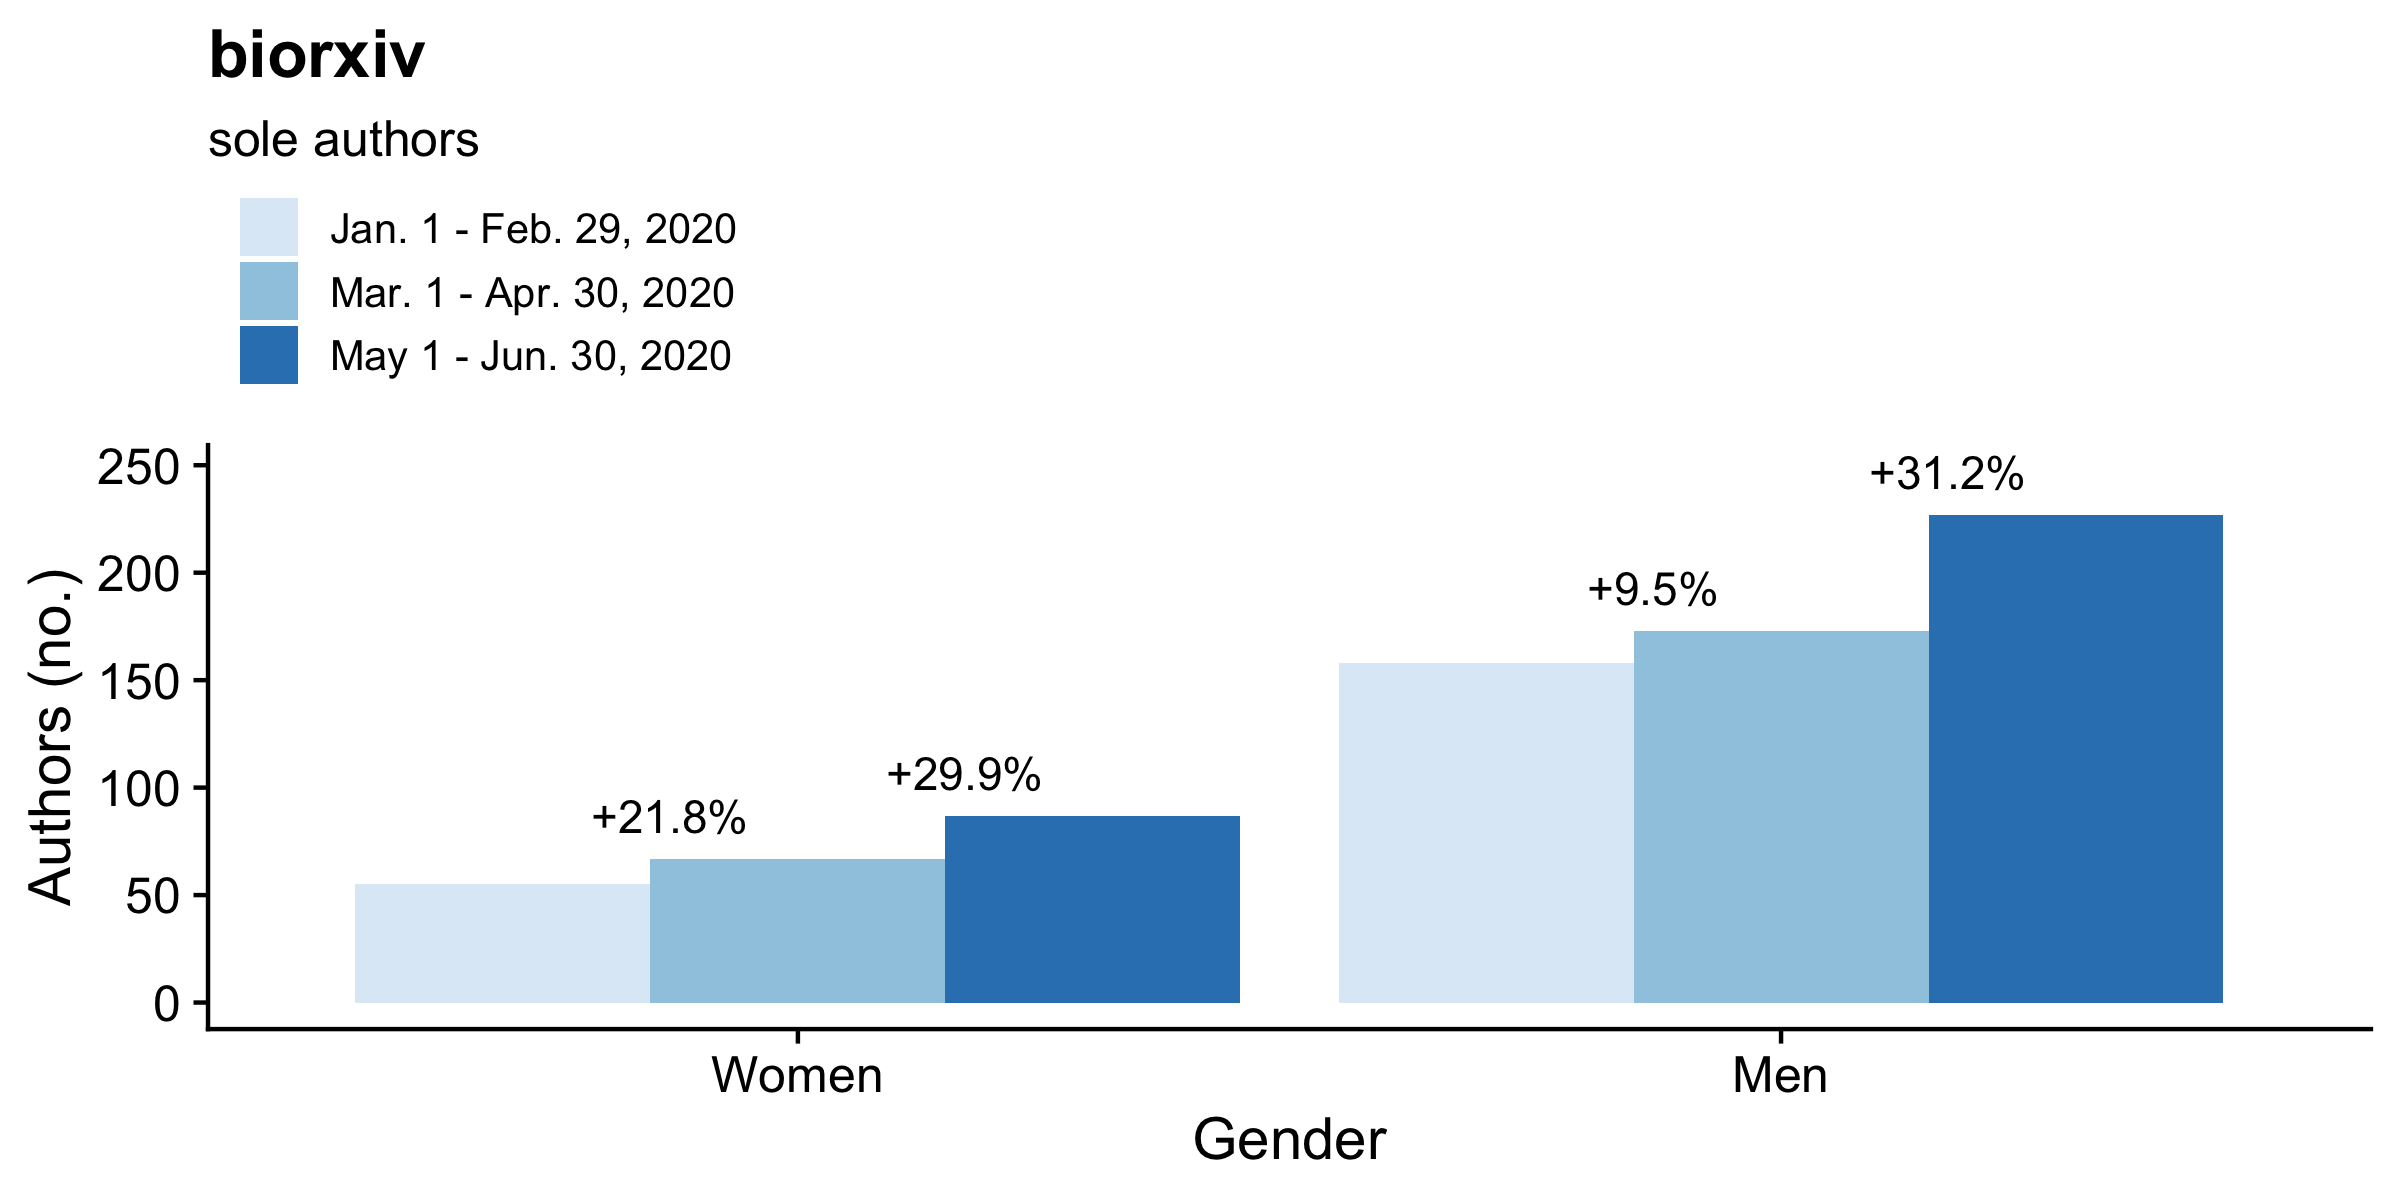 biorxiv
sole authors
Jan. 1 - Feb. 29, 2020
Mar. 1 - Apr. 30, 2020
May 1 - Jun. 30, 2020
Authors (no.)
250
200
150
100
50
0
+21.8%
+29.9%
+9.5%
+31.2%
Women
Men
Gender